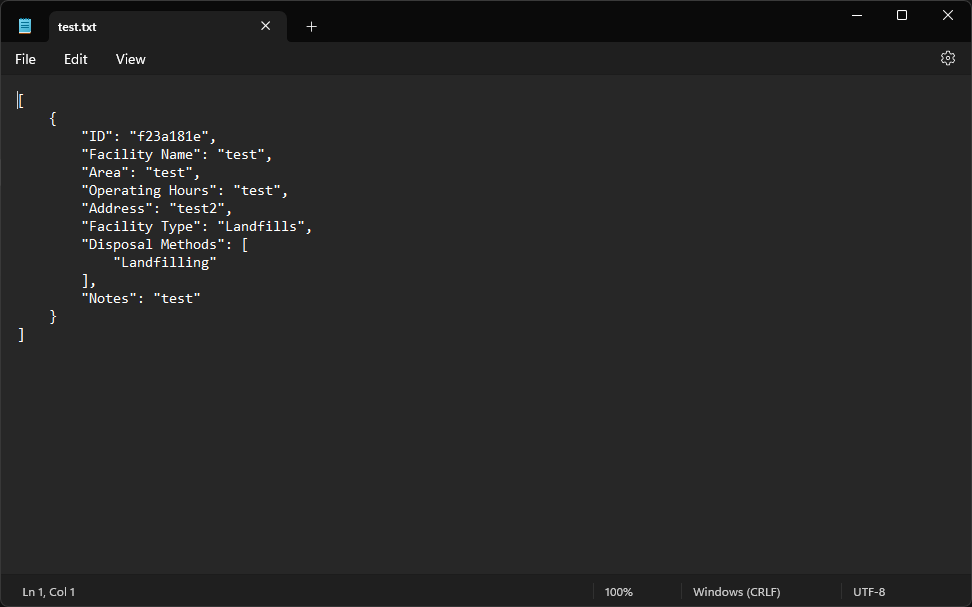 test.txt
File Edit View
[
    {
        "ID": "f23a181e",
        "Facility Name": "test",
        "Area": "test",
        "Operating Hours": "test",
        "Address": "test2",
        "Facility Type": "Landfills",
        "Disposal Methods": [
            "Landfilling"
        ],
        "Notes": "test"
    }
]
Ln 1, Col 1 100% Windows (CRLF) UTF-8